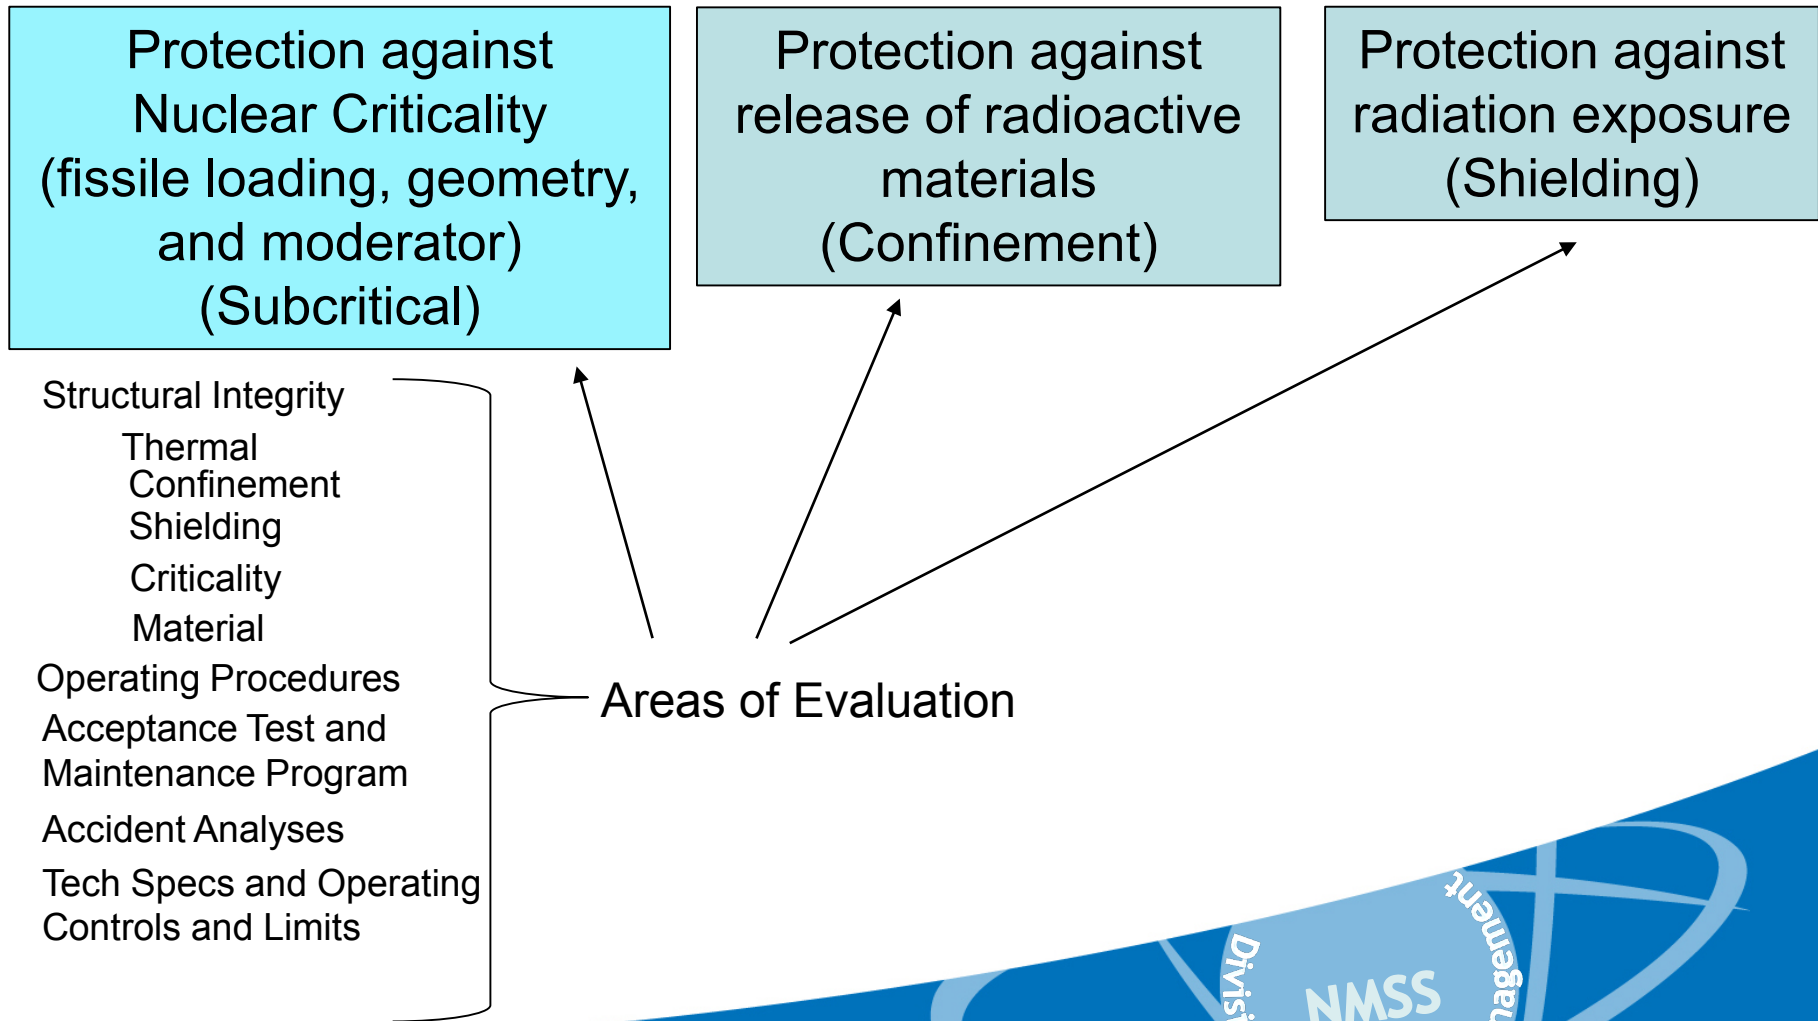 Protection against
Nuclear Criticality
(fissile loading, geometry,
and moderator)
(Subcritical)
Protection against
release of radioactive
materials
(Confinement)
Protection against
radiation exposure
(Shielding)
Structural Integrity
Thermal
Confinement
Shielding
Criticality
Material
Operating Procedures
Acceptance Test and
Maintenance Program
Accident Analyses
Tech Specs and Operating
Controls and Limits
Areas of Evaluation
NMSS